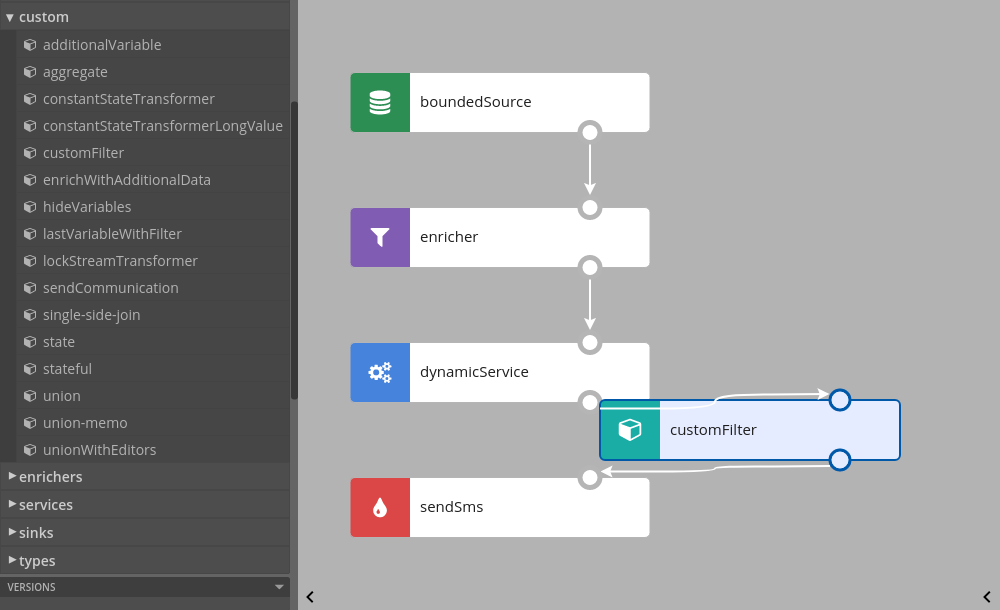 custom
additionalVariable
aggregate
constantStateTransformer
constantStateTransformerLongValue
customFilter
enrichWithAdditionalData
hideVariables
lastVariableWithFilter
lockStreamTransformer
sendCommunication
single-side-join
state
stateful
union
union-memo
unionWithEditors
enrichers
services
sinks
types
VERSIONS
boundedSource
enricher
dynamicService
customFilter
sendSms